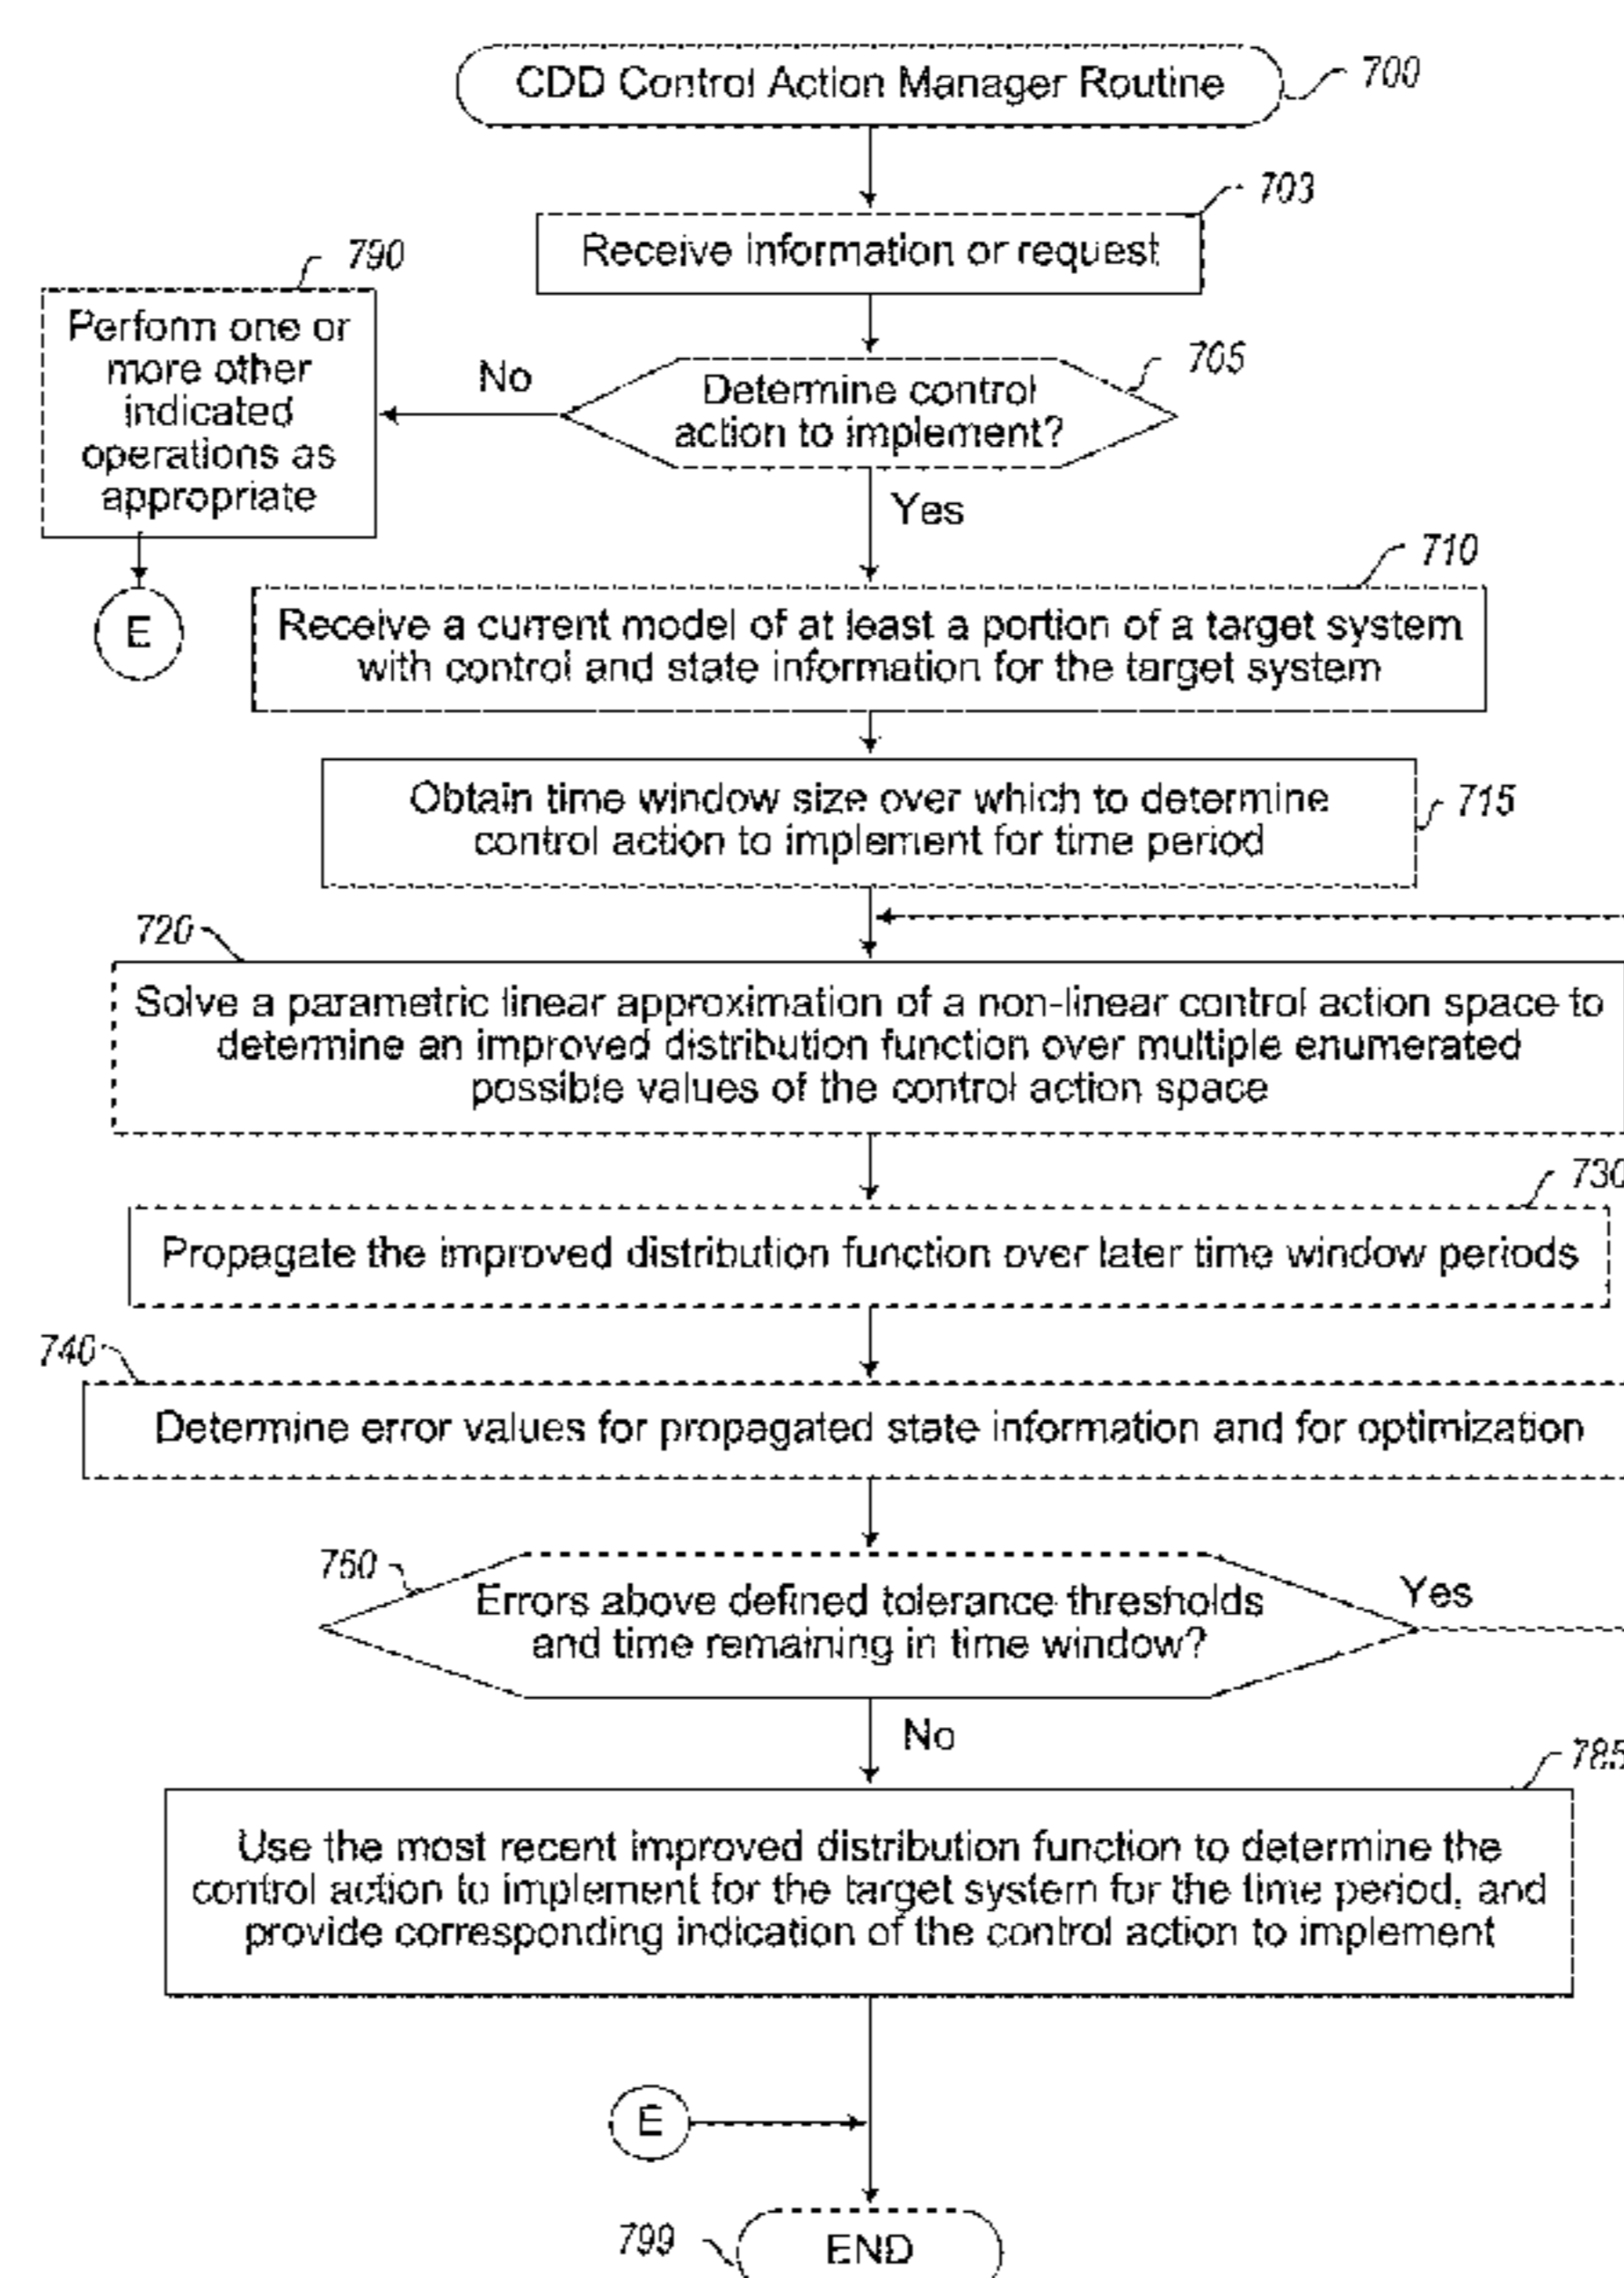 CDD Control Action Manager Routine
700
703
Receive information or request
790
Perform one or
more other
indicated
operations as
appropriate
No
705
Determine control
action to implement?
Yes
E
710
Receive a current model of at least a portion of a target system
with control and state information for the target system
Obtain time window size over which to determine
control action to implement for time period
715
720
Solve a parametric linear approximation of a non-linear control action space to
determine an improved distribution function over multiple enumerated
possible values of the control action space
730
Propagate the improved distribution function over later time window periods
740
Determine error values for propagated state information and for optimization
750
Errors above defined tolerance thresholds
and time remaining in time window?
Yes
No
785
Use the most recent improved distribution function to determine the
control action to implement for the target system for the time period, and
provide corresponding indication of the control action to implement
E
799
END